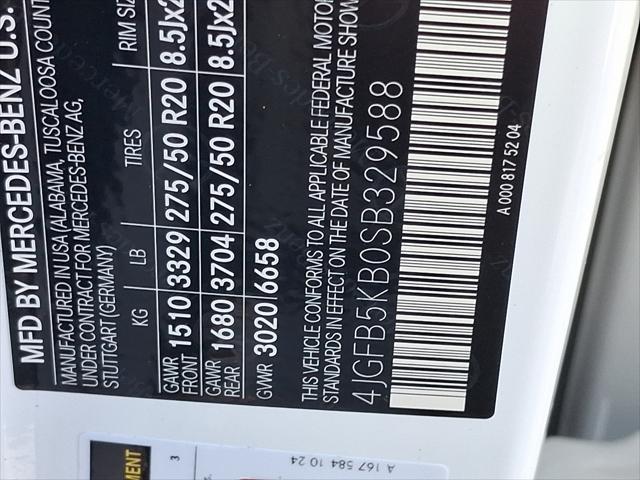 MFD BY MERCEDES-BENZ U.S.
MANUFACTURED IN USA (ALABAMA, TUSCALOOSA COUNT
UNDER CONTRACT FOR MERCEDES-BENZ AG,
STUTTGART (GERMANY)
KG LB TIRES RIM SIZ
GAWR FRONT 1510 3329 275/50 R20 8.5Jx2
GAWR REAR 1680 3704 275/50 R20 8.5Jx2
GVWR 3020 6658
THIS VEHICLE CONFORMS TO ALL APPLICABLE FEDERAL MOTOR
STANDARDS IN EFFECT ON THE DATE OF MANUFACTURE SHOW
4JGFB5KB0SB329588
A 000 817 52 04
MENT
3
A 167 584 10 24